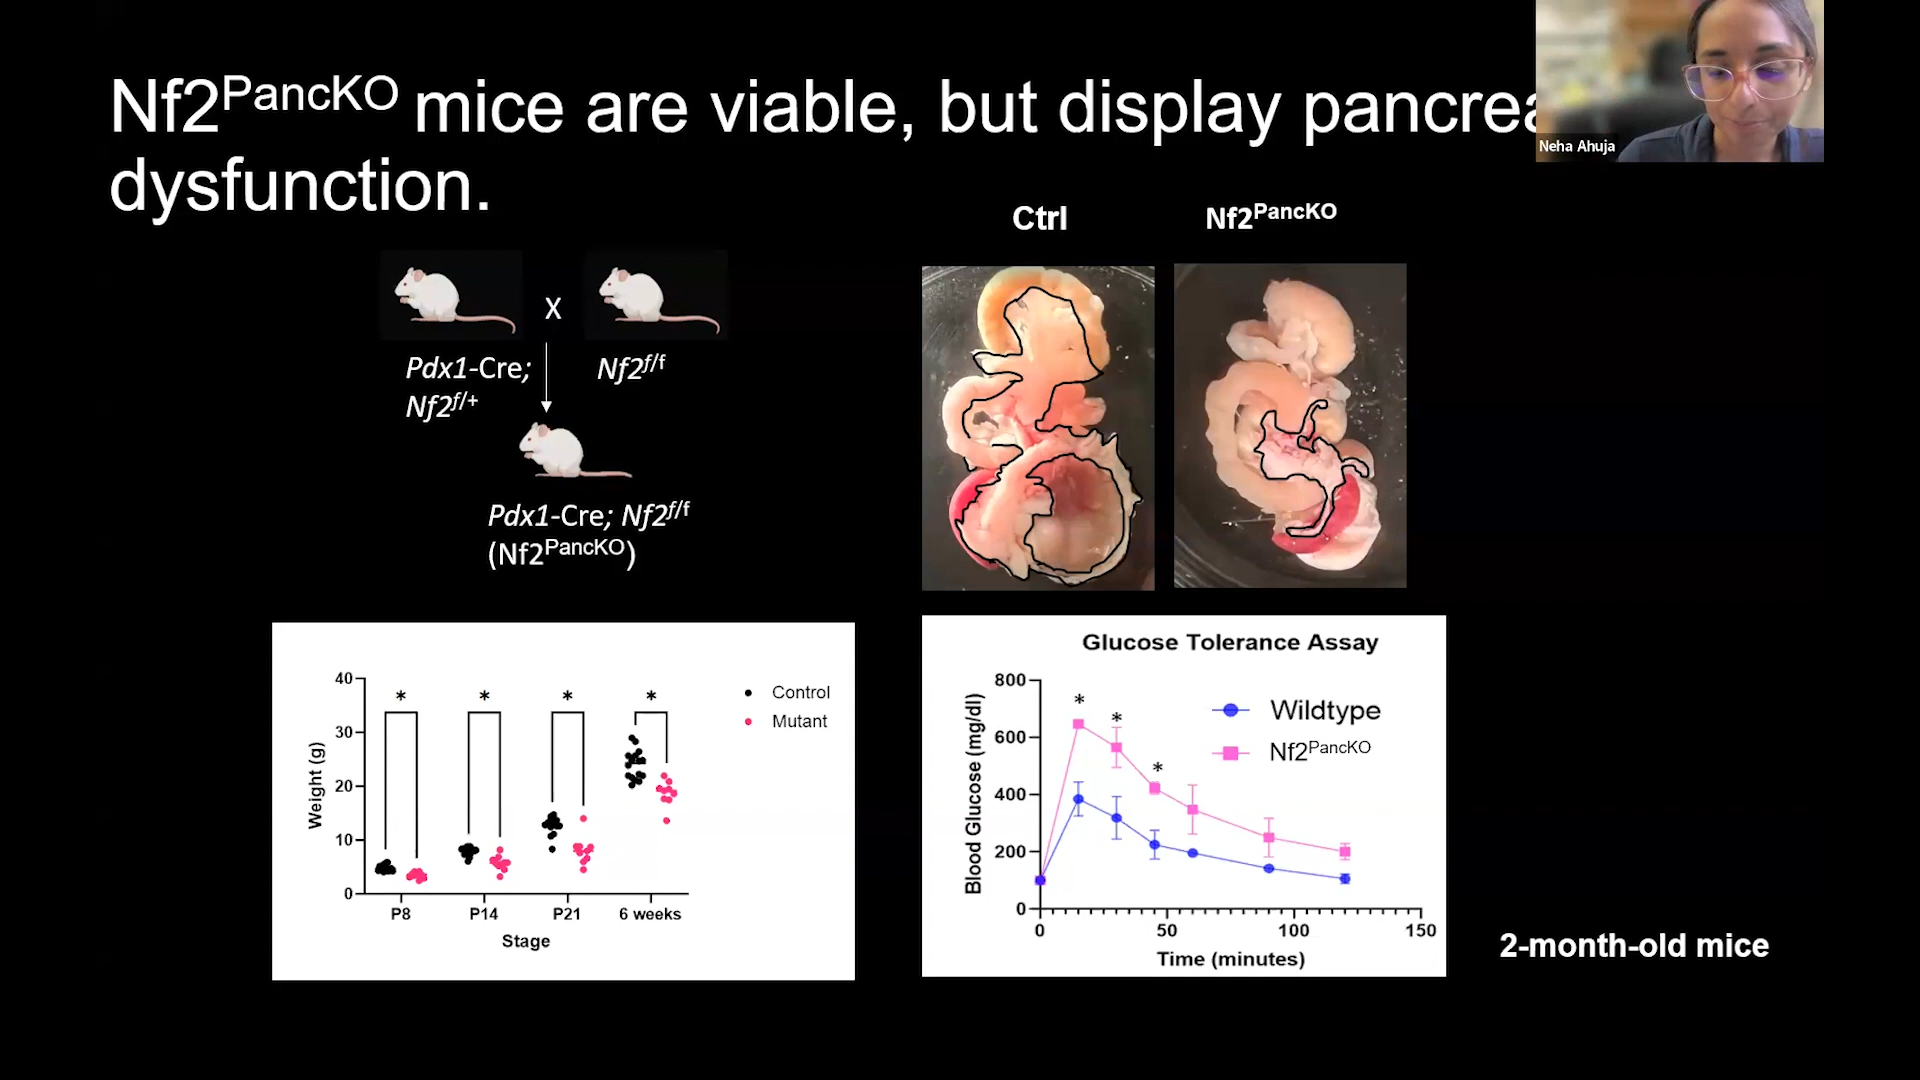 Nf2PancKO mice are viable, but display pancrea
dysfunction.
Neha Ahuja
Ctrl
Nf2PancKO
X
Pdx1-Cre;
Nf2f/+
Nf2f/f
Pdx1-Cre; Nf2f/f
(Nf2PancKO)
40
30
20
10
0
Weight (g)
*
*
*
*
Control
Mutant
P8
P14
P21
6 weeks
Stage
Glucose Tolerance Assay
800
600
400
200
0
Blood Glucose (mg/dl)
*
*
*
Wildtype
Nf2PancKO
0
50
100
150
Time (minutes)
2-month-old mice